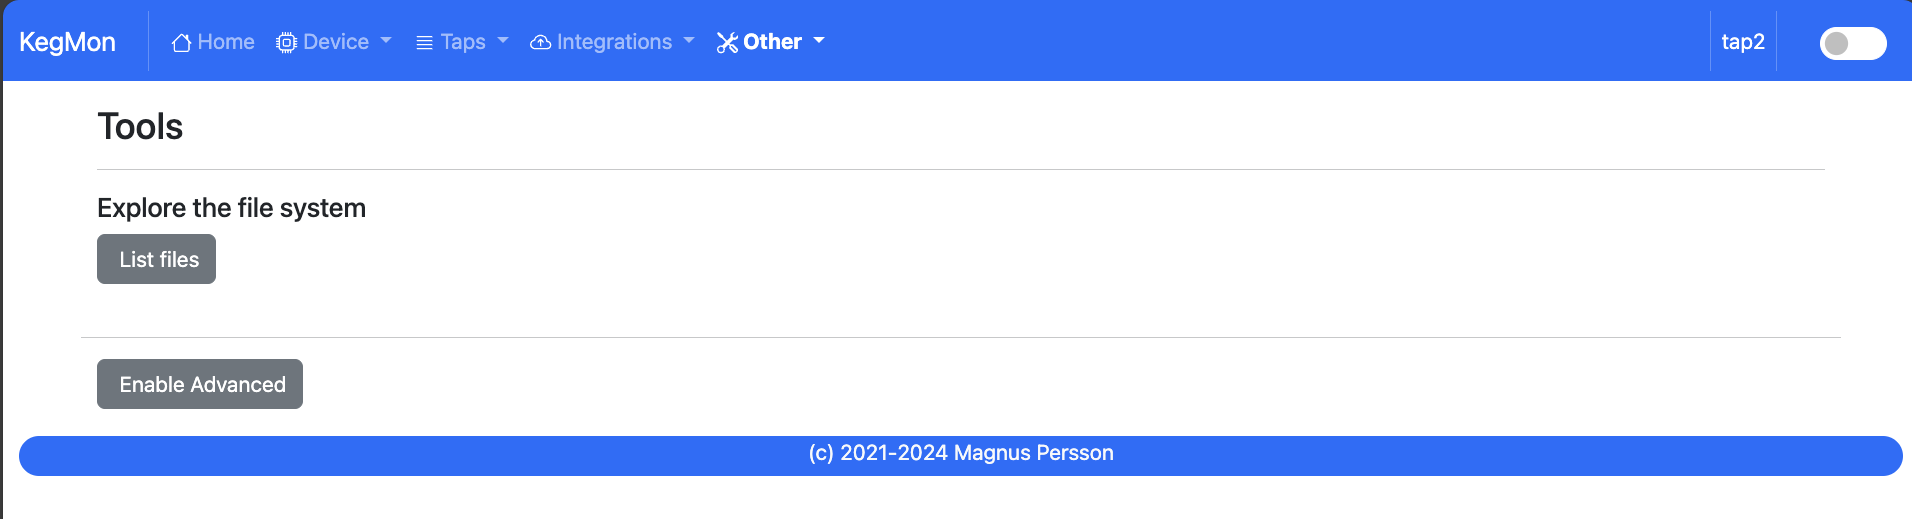 KegMon Home Device Taps Integrations Other tap2
Tools
Explore the file system
List files
Enable Advanced
(c) 2021-2024 Magnus Persson